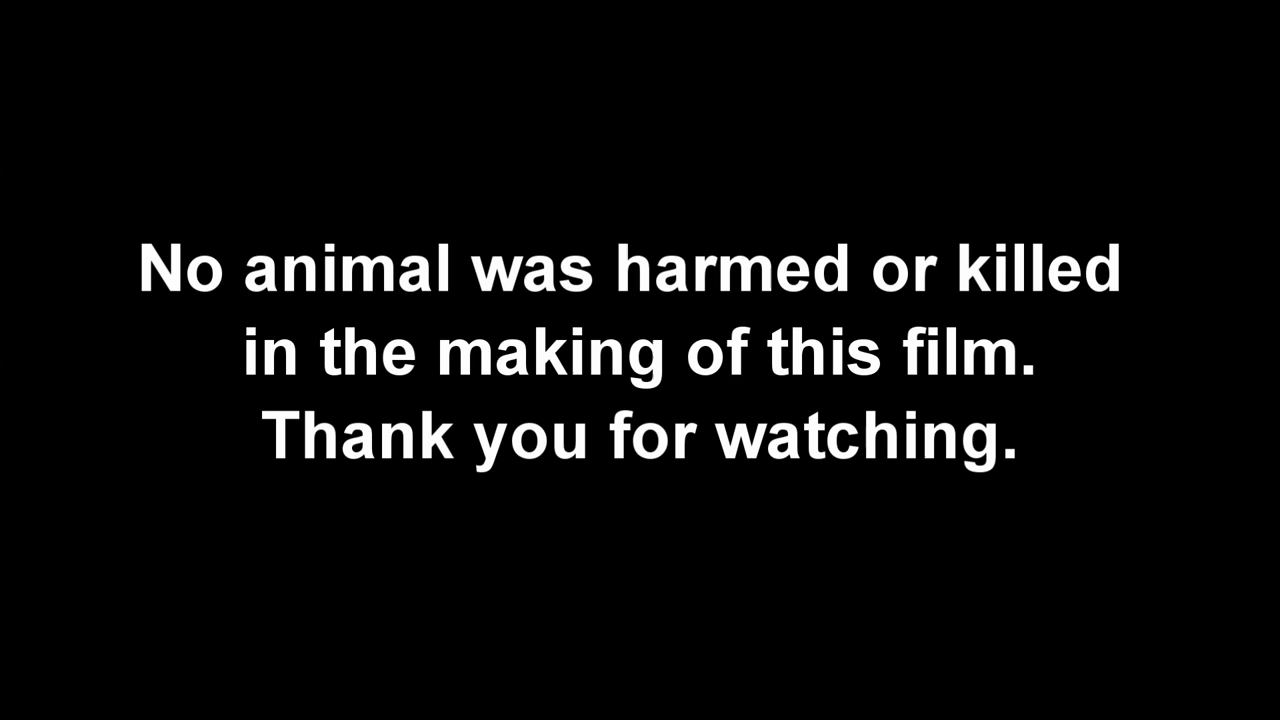 No animal was harmed or killed
in the making of this film.
Thank you for watching.